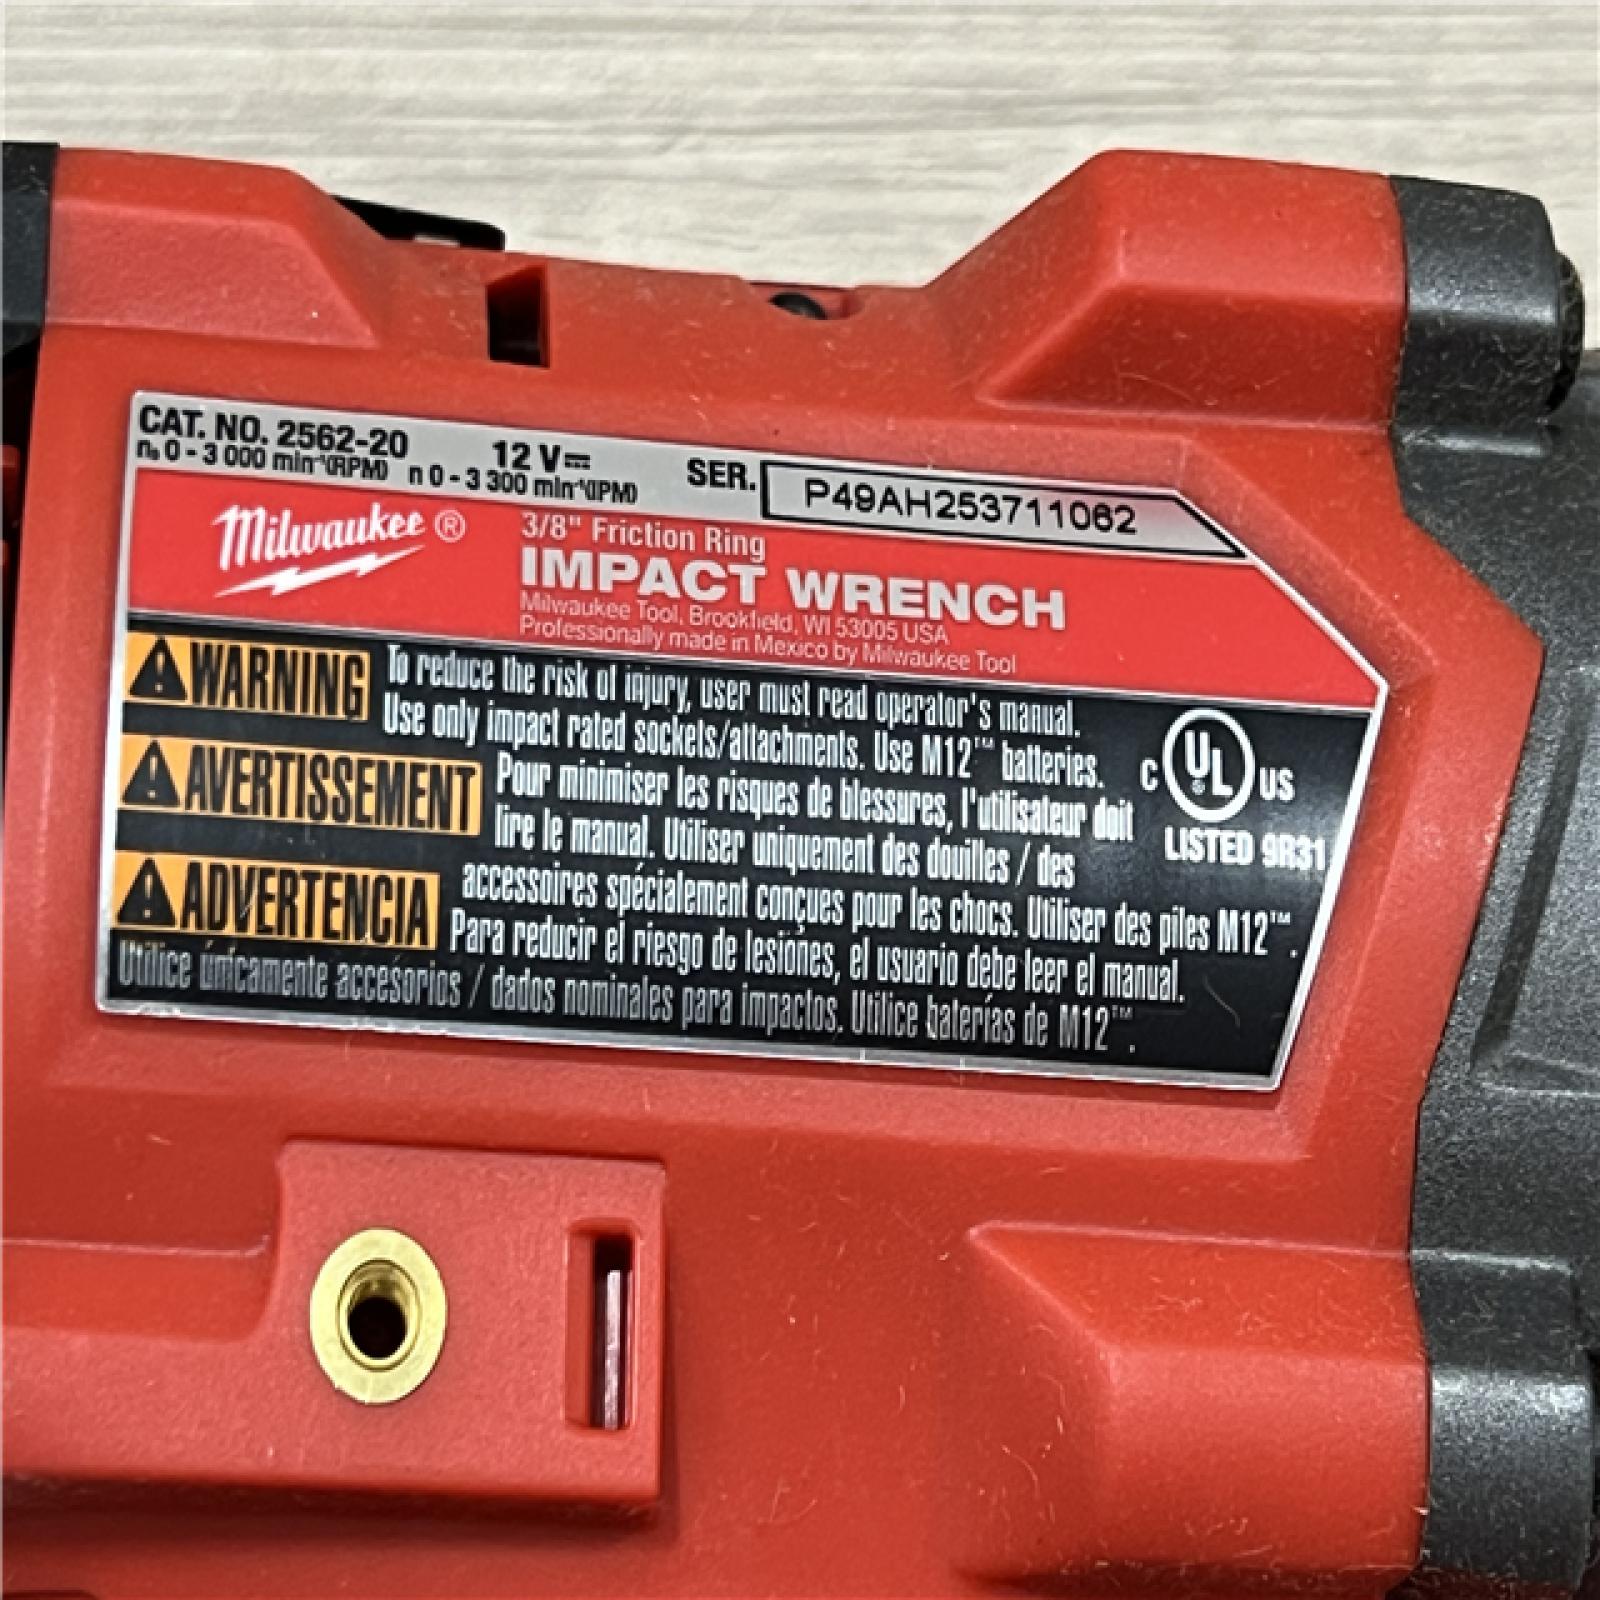 CAT. NO. 2562-20 12 V⎓ SER. P49AH253711062
n₀ 0 - 3 000 min⁻¹(RPM) n 0 - 3 300 min⁻¹(IPM)
Milwaukee®
3/8" Friction Ring
IMPACT WRENCH
Milwaukee Tool, Brookfield, WI 53005 USA
Professionally made in Mexico by Milwaukee Tool
WARNING To reduce the risk of injury, user must read operator's manual.
Use only impact rated sockets/attachments. Use M12™ batteries.
AVERTISSEMENT Pour minimiser les risques de blessures, l'utilisateur doit
lire le manual. Utiliser uniquement des douilles / des
accessoires spécialement conçues pour les chocs. Utiliser des piles M12™.
ADVERTENCIA Para reducir el riesgo de lesiones, el usuario debe leer el manual.
Utilice únicamente accesorios / dados nominales para impactos. Utilice baterías de M12™.
C UL US
LISTED 9R31